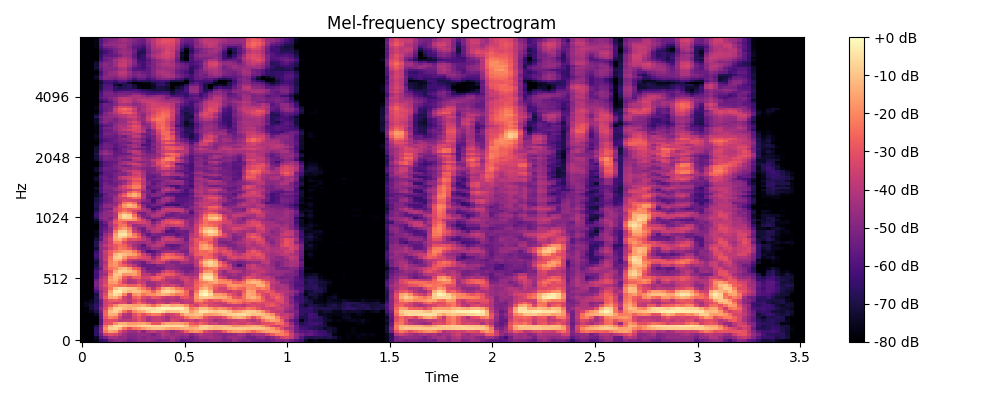 Mel-frequency spectrogram
Hz
4096
2048
1024
512
0
0
0.5
1
1.5
2
2.5
3
3.5
Time
+0 dB
-10 dB
-20 dB
-30 dB
-40 dB
-50 dB
-60 dB
-70 dB
-80 dB